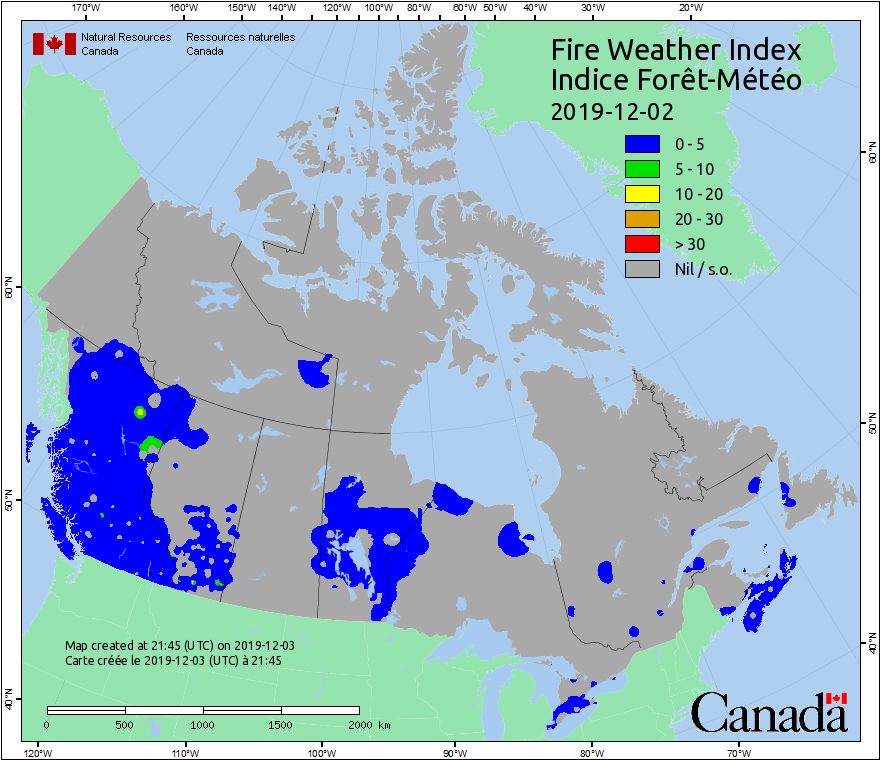 170°W 160°W 150°W 140°W 120°W 100°W 80°W 60°W 50°W 40°W 30°W 20°W
Natural Resources Ressources naturelles
Canada Canada
Fire Weather Index
Indice Forêt-Météo
2019-12-02
0 - 5
5 - 10
10 - 20
20 - 30
> 30
Nil / s.o.
60°N
50°N
40°N
60°N
50°N
40°N
Map created at 21:45 (UTC) on 2019-12-03
Carte créée le 2019-12-03 (UTC) à 21:45
0 500 1000 1500 2000 km
Canada
120°W 110°W 100°W 90°W 80°W 70°W